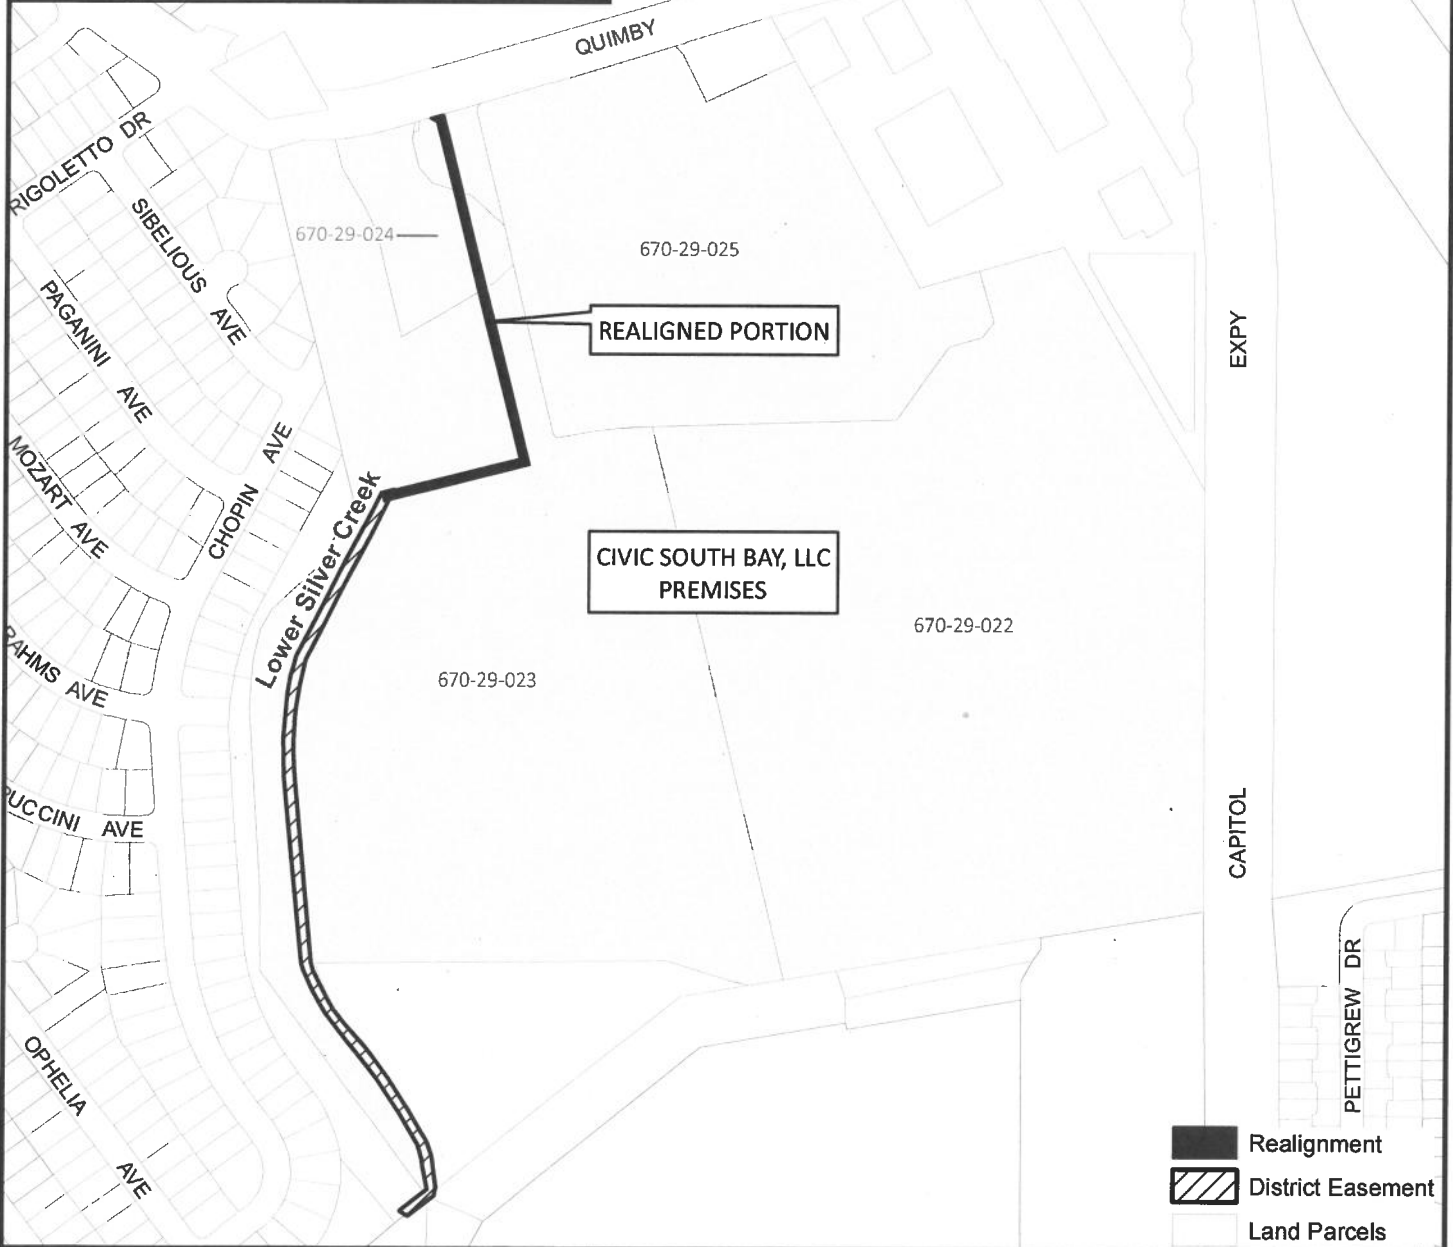 QUIMBY
RIGOLETTO DR
SIBELIOUS AVE
670-29-024
670-29-025
PAGANINI AVE
REALIGNED PORTION
EXPY
MOZART AVE
CHOPIN AVE
Lower Silver Creek
CIVIC SOUTH BAY, LLC
PREMISES
670-29-022
RAHMS AVE
670-29-023
PUCCINI AVE
CAPITOL
PETTIGREW DR
OPHELIA AVE
Realignment
District Easement
Land Parcels